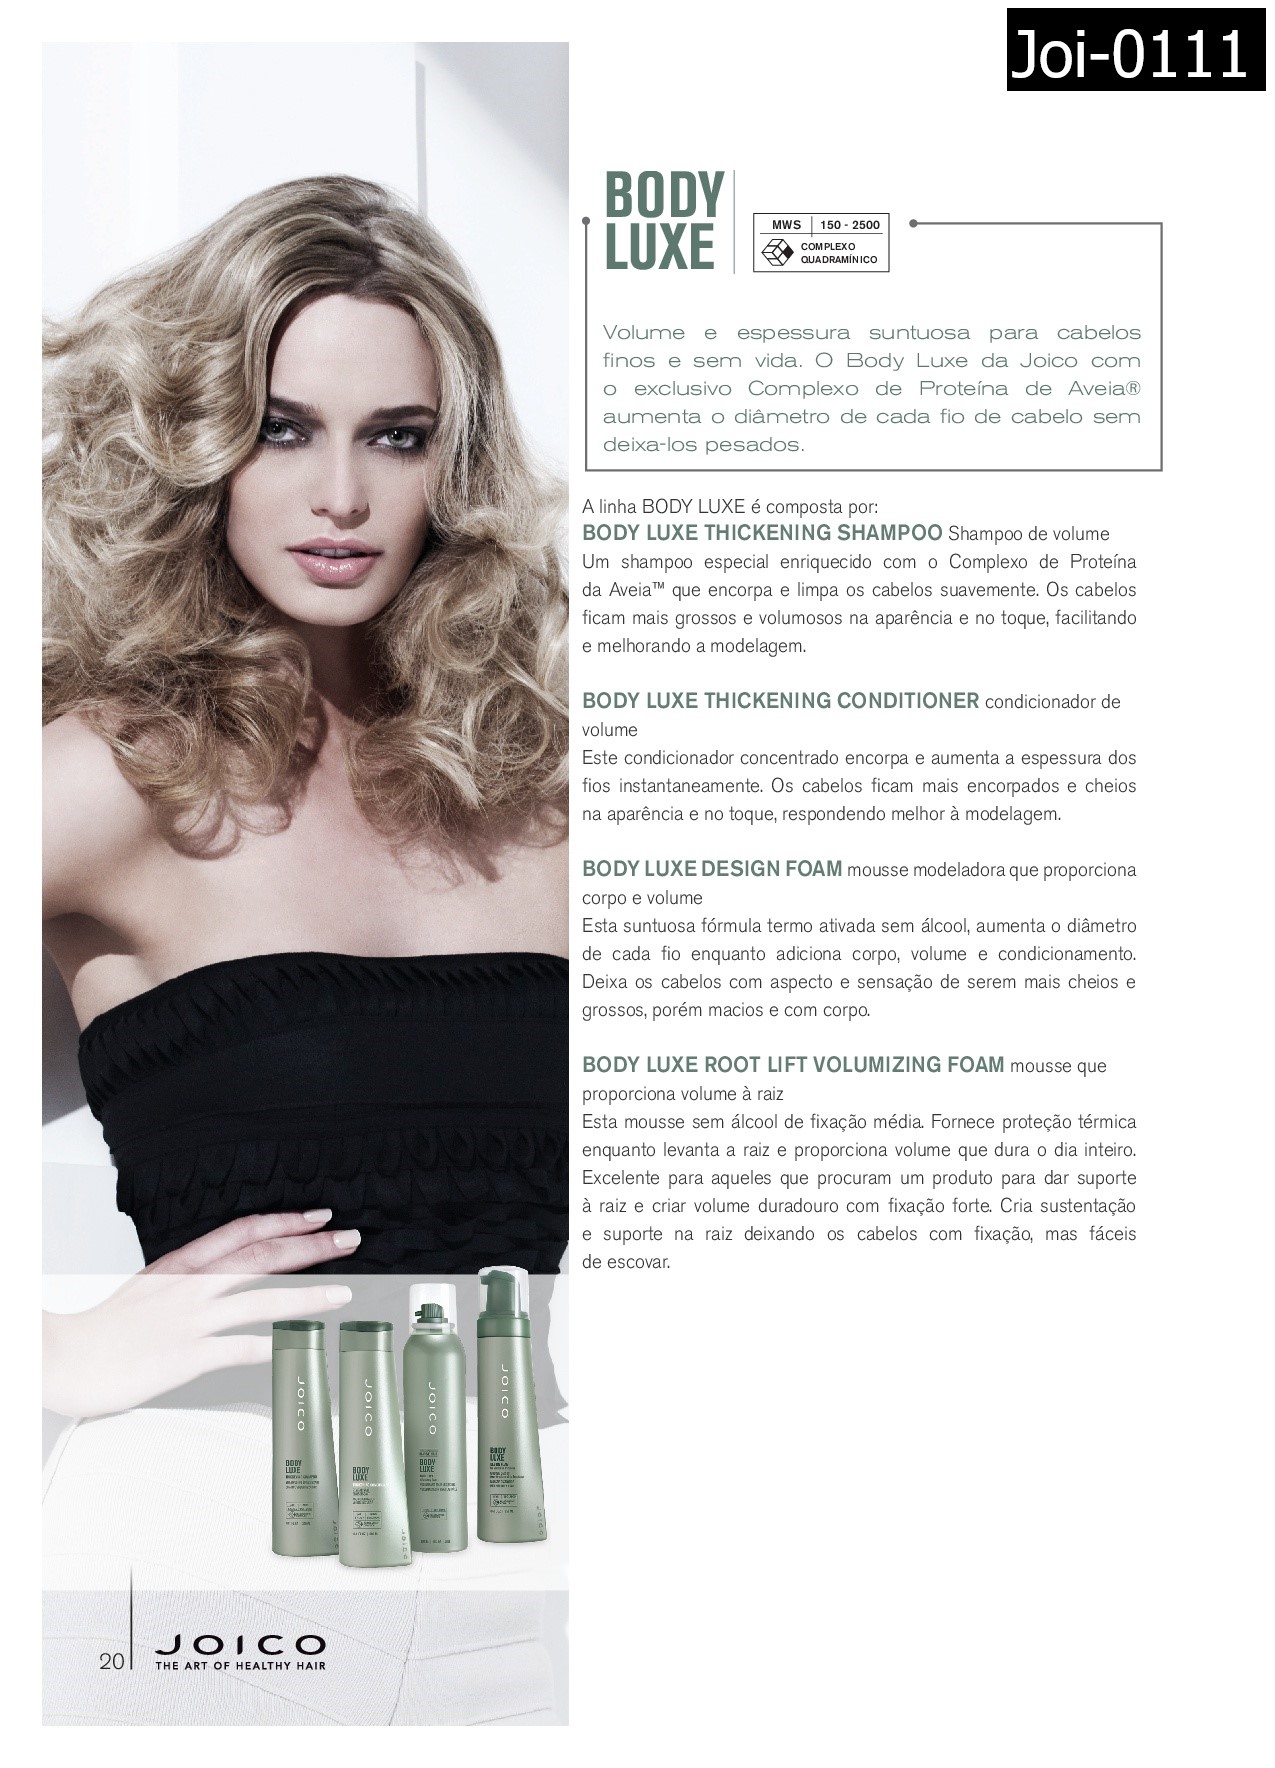 Joi-0111
BODY
LUXE
MWS 150 - 2500
COMPLEXO
QUADRAMÍNICO
Volume e espessura suntuosa para cabelos
finos e sem vida. O Body Luxe da Joico com
o exclusivo Complexo de Proteína de Aveia®
aumenta o diâmetro de cada fio de cabelo sem
deixa-los pesados.
A linha BODY LUXE é composta por:
BODY LUXE THICKENING SHAMPOO Shampoo de volume
Um shampoo especial enriquecido com o Complexo de Proteína
da Aveia™ que encorpa e limpa os cabelos suavemente. Os cabelos
ficam mais grossos e volumosos na aparência e no toque, facilitando
e melhorando a modelagem.
BODY LUXE THICKENING CONDITIONER condicionador de
volume
Este condicionador concentrado encorpa e aumenta a espessura dos
fios instantaneamente. Os cabelos ficam mais encorpados e cheios
na aparência e no toque, respondendo melhor à modelagem.
BODY LUXE DESIGN FOAM mousse modeladora que proporciona
corpo e volume
Esta suntuosa fórmula termo ativada sem álcool, aumenta o diâmetro
de cada fio enquanto adiciona corpo, volume e condicionamento.
Deixa os cabelos com aspecto e sensação de serem mais cheios e
grossos, porém macios e com corpo.
BODY LUXE ROOT LIFT VOLUMIZING FOAM mousse que
proporciona volume à raiz
Esta mousse sem álcool de fixação média. Fornece proteção térmica
enquanto levanta a raiz e proporciona volume que dura o dia inteiro.
Excelente para aqueles que procuram um produto para dar suporte
à raiz e criar volume duradouro com fixação forte. Cria sustentação
e suporte na raiz deixando os cabelos com fixação, mas fáceis
de escovar.
JOICO
BODY
LUXE
JOICO
BODY
LUXE
JOICO
BODY
LUXE
JOICO
BODY
LUXE
20
JOICO
THE ART OF HEALTHY HAIR